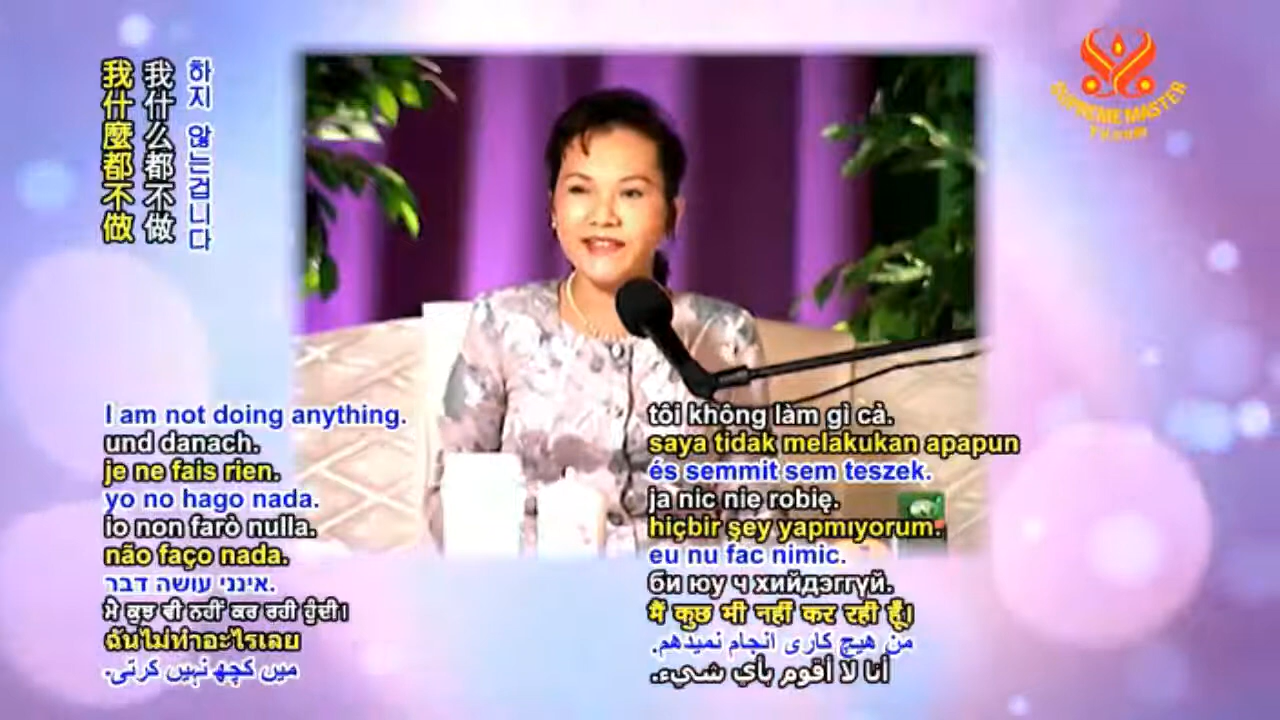 我什麼都不做
我什么都不做
하지 않는겁니다
SUPREME MASTER
TV.com
I am not doing anything.
und danach.
je ne fais rien.
yo no hago nada.
io non farò nulla.
não faço nada.
אינני עושה דבר.
ਮੈ ਕੁਝ ਵੀ ਨਹੀਂ ਕਰ ਰਹੀ ਹੁੰਦੀ।
ฉันไม่ทำอะไรเลย
میں کچھ نہیں کرتی۔
tôi không làm gì cả.
saya tidak melakukan apapun
és semmit sem teszek.
ja nic nie robię.
hiçbir şey yapmıyorum.
eu nu fac nimic.
би юу ч хийдэггүй.
मैं कुछ भी नहीं कर रही हूँ।
من هیچ کاری انجام نمیدهم.
أنا لا أقوم بأي شيء.